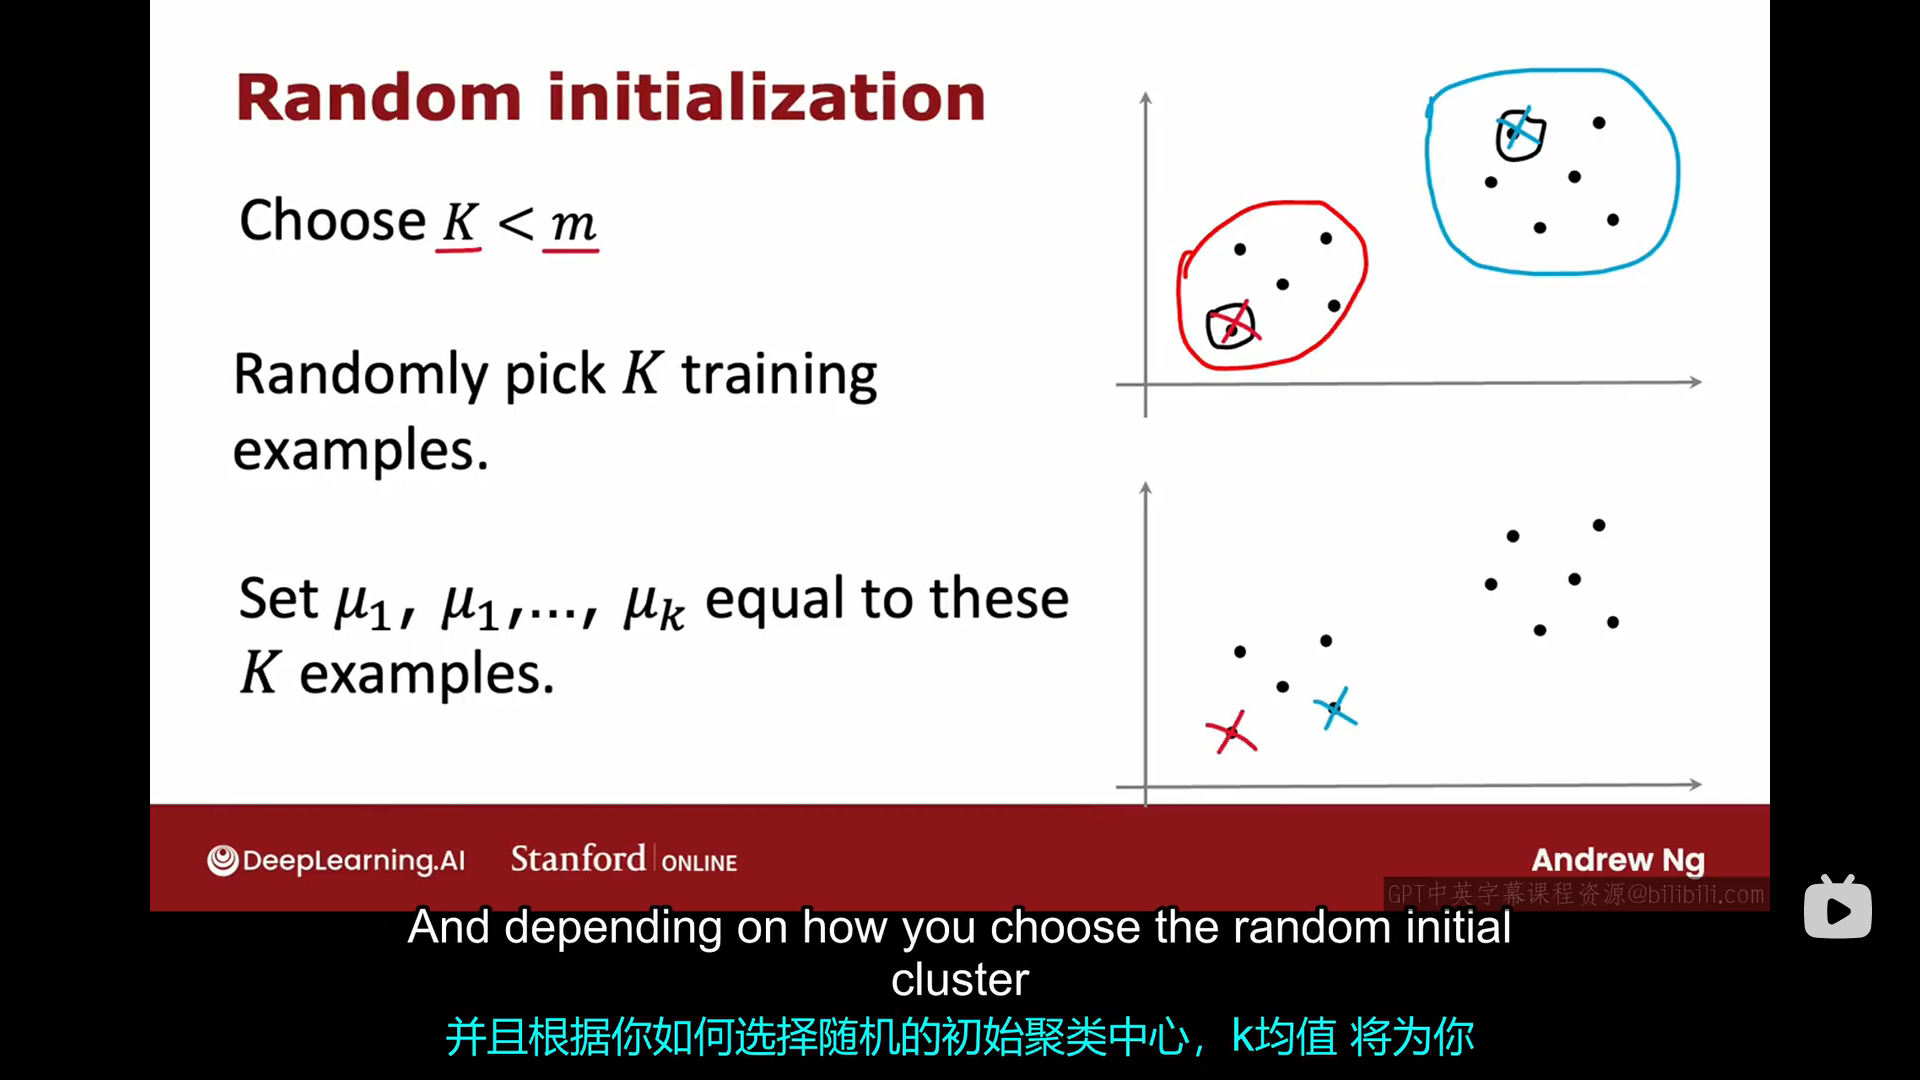 Random initialization
Choose K < m
Randomly pick K training
examples.
Set μ₁, μ₁,..., μₖ equal to these
K examples.
DeepLearning.AI
Stanford ONLINE
Andrew Ng
GPT中英字幕课程资源@bilibili.com
And depending on how you choose the random initial
cluster
并且根据你如何选择随机的初始聚类中心，k均值 将为你